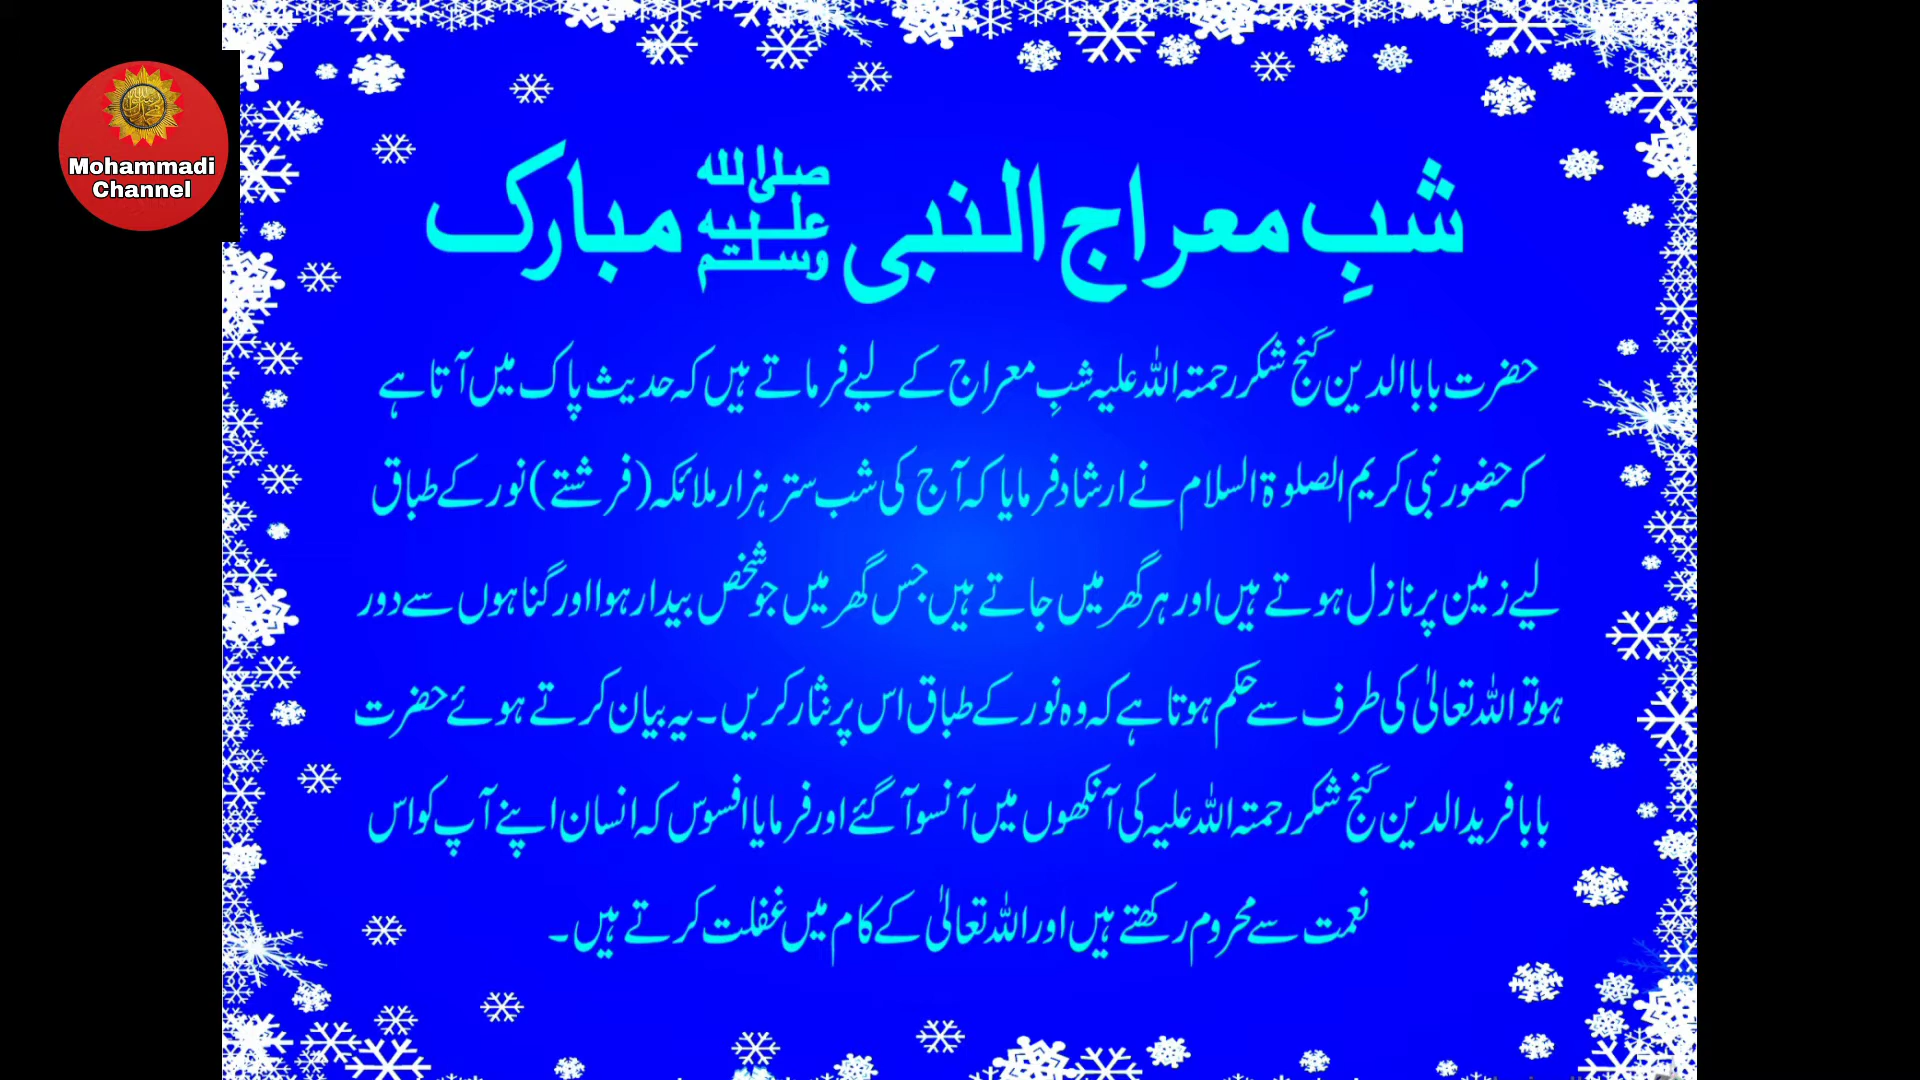 Mohammadi
Channel
شبِ معراج النبی ﷺ مبارک
حضرت بابا الدین گنج شکر رحمتہ اللہ علیہ شبِ معراج کے لیے فرماتے ہیں کہ حدیث پاک میں آتا ہے
کہ حضور نبی کریم الصلوۃ السلام نے ارشاد فرمایا کہ آج کی شب ستر ہزار ملائکہ (فرشتے) نور کے طباق
لیے زمین پر نازل ہوتے ہیں اور ہر گھر میں جاتے ہیں جس گھر میں جو شخص بیدار ہوا اور گناہوں سے دور
ہو تو اللہ تعالیٰ کی طرف سے حکم ہوتا ہے کہ وہ نور کے طباق اس پر نثار کریں۔ یہ بیان کرتے ہوئے حضرت
بابا فرید الدین گنج شکر رحمتہ اللہ علیہ کی آنکھوں میں آنسو آ گئے اور فرمایا افسوس کہ انسان اپنے آپ کو اس
نعمت سے محروم رکھتے ہیں اور اللہ تعالیٰ کے کام میں غفلت کرتے ہیں۔